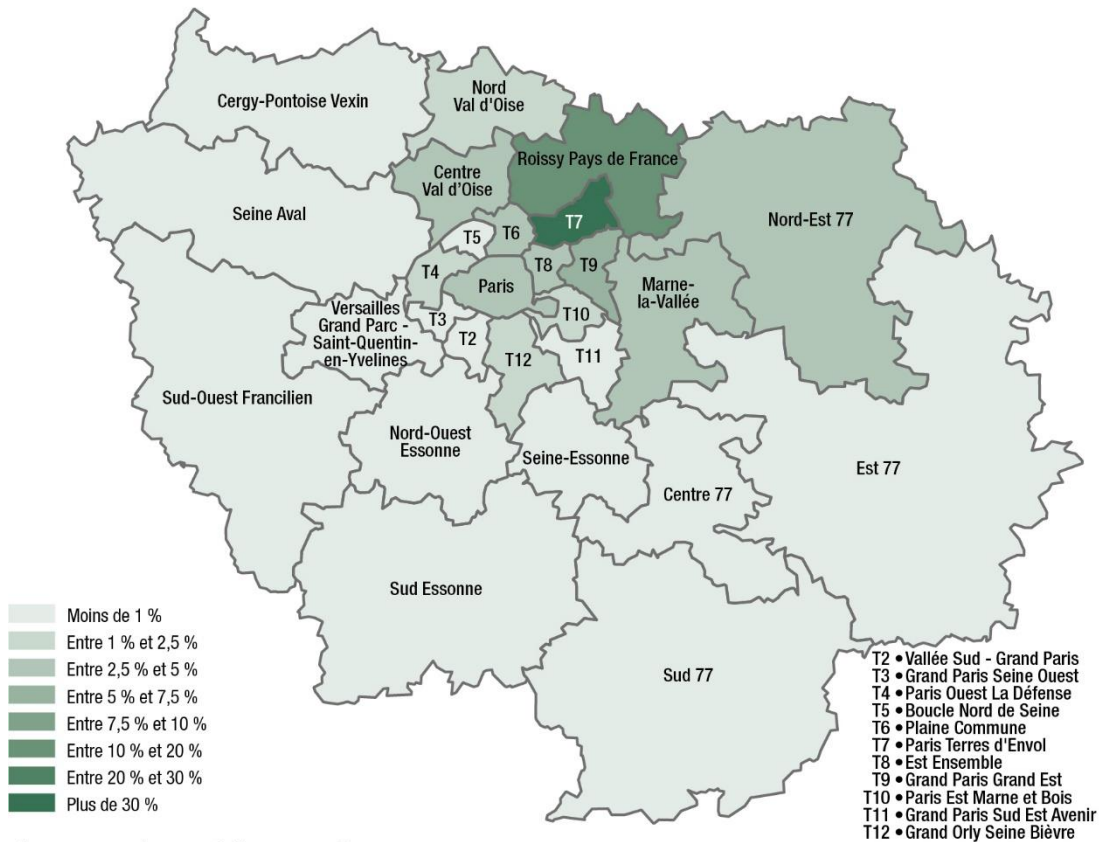 Nord
Val d'Oise
Cergy-Pontoise Vexin
Roissy Pays de France
Centre
Val d'Oise
Seine Aval
T7
Nord-Est 77
T5
T6
T4
T8
T9
Paris
Marne-
la-Vallée
Versailles
Grand Parc -
Saint-Quentin-
en-Yvelines
T3
T10
T2
T12
T11
Sud-Ouest Francilien
Nord-Ouest
Essonne
Seine-Essonne
Est 77
Centre 77
Sud Essonne
Sud 77
Moins de 1 %
Entre 1 % et 2,5 %
Entre 2,5 % et 5 %
Entre 5 % et 7,5 %
Entre 7,5 % et 10 %
Entre 10 % et 20 %
Entre 20 % et 30 %
Plus de 30 %
T2 • Vallée Sud - Grand Paris
T3 • Grand Paris Seine Ouest
T4 • Paris Ouest La Défense
T5 • Boucle Nord de Seine
T6 • Plaine Commune
T7 • Paris Terres d'Envol
T8 • Est Ensemble
T9 • Grand Paris Grand Est
T10 • Paris Est Marne et Bois
T11 • Grand Paris Sud Est Avenir
T12 • Grand Orly Seine Bièvre